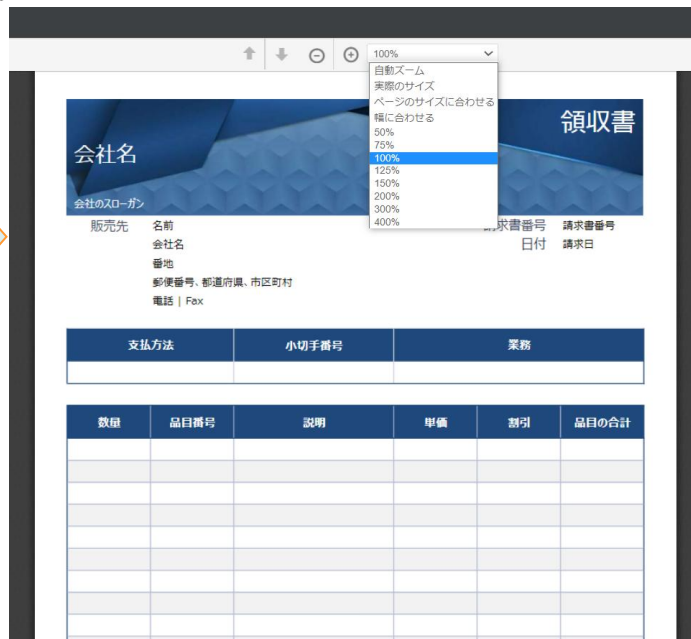 100%
自動ズーム
実際のサイズ
ページのサイズに合わせる
幅に合わせる
50%
75%
100%
125%
150%
200%
300%
400%
領収書
会社名
会社のスローガン
販売先 名前
会社名
番地
郵便番号、都道府県、市区町村
電話 | Fax
求書番号 請求書番号
日付 請求日
支払方法 小切手番号 業務
数量 品目番号 説明 単価 割引 品目の合計